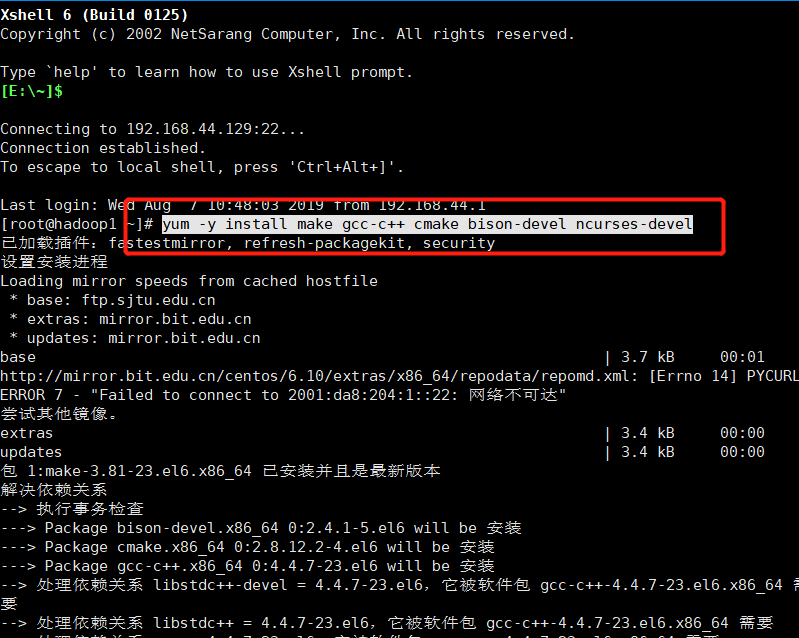 Xshell 6 (Build 0125)
Copyright (c) 2002 NetSarang Computer, Inc. All rights reserved.
Type `help' to learn how to use Xshell prompt.
[E:\~]$
Connecting to 192.168.44.129:22...
Connection established.
To escape to local shell, press 'Ctrl+Alt+]'.
Last login: Wed Aug  7 10:48:03 2019 from 192.168.44.1
[root@hadoop1 ~]# yum -y install make gcc-c++ cmake bison-devel ncurses-devel
已加载插件：fastestmirror, refresh-packagekit, security
设置安装进程
Loading mirror speeds from cached hostfile
 * base: ftp.sjtu.edu.cn
 * extras: mirror.bit.edu.cn
 * updates: mirror.bit.edu.cn
base | 3.7 kB 00:01
http://mirror.bit.edu.cn/centos/6.10/extras/x86_64/repodata/repomd.xml: [Errno 14] PYCURL
ERROR 7 - "Failed to connect to 2001:da8:204:1::22: 网络不可达"
尝试其他镜像。
extras | 3.4 kB 00:00
updates | 3.4 kB 00:00
包 1:make-3.81-23.el6.x86_64 已安装并且是最新版本
解决依赖关系
--> 执行事务检查
---> Package bison-devel.x86_64 0:2.4.1-5.el6 will be 安装
---> Package cmake.x86_64 0:2.8.12.2-4.el6 will be 安装
---> Package gcc-c++.x86_64 0:4.4.7-23.el6 will be 安装
--> 处理依赖关系 libstdc++-devel = 4.4.7-23.el6，它被软件包 gcc-c++-4.4.7-23.el6.x86_64 需
要
--> 处理依赖关系 libstdc++ = 4.4.7-23.el6，它被软件包 gcc-c++-4.4.7-23.el6.x86_64 需要